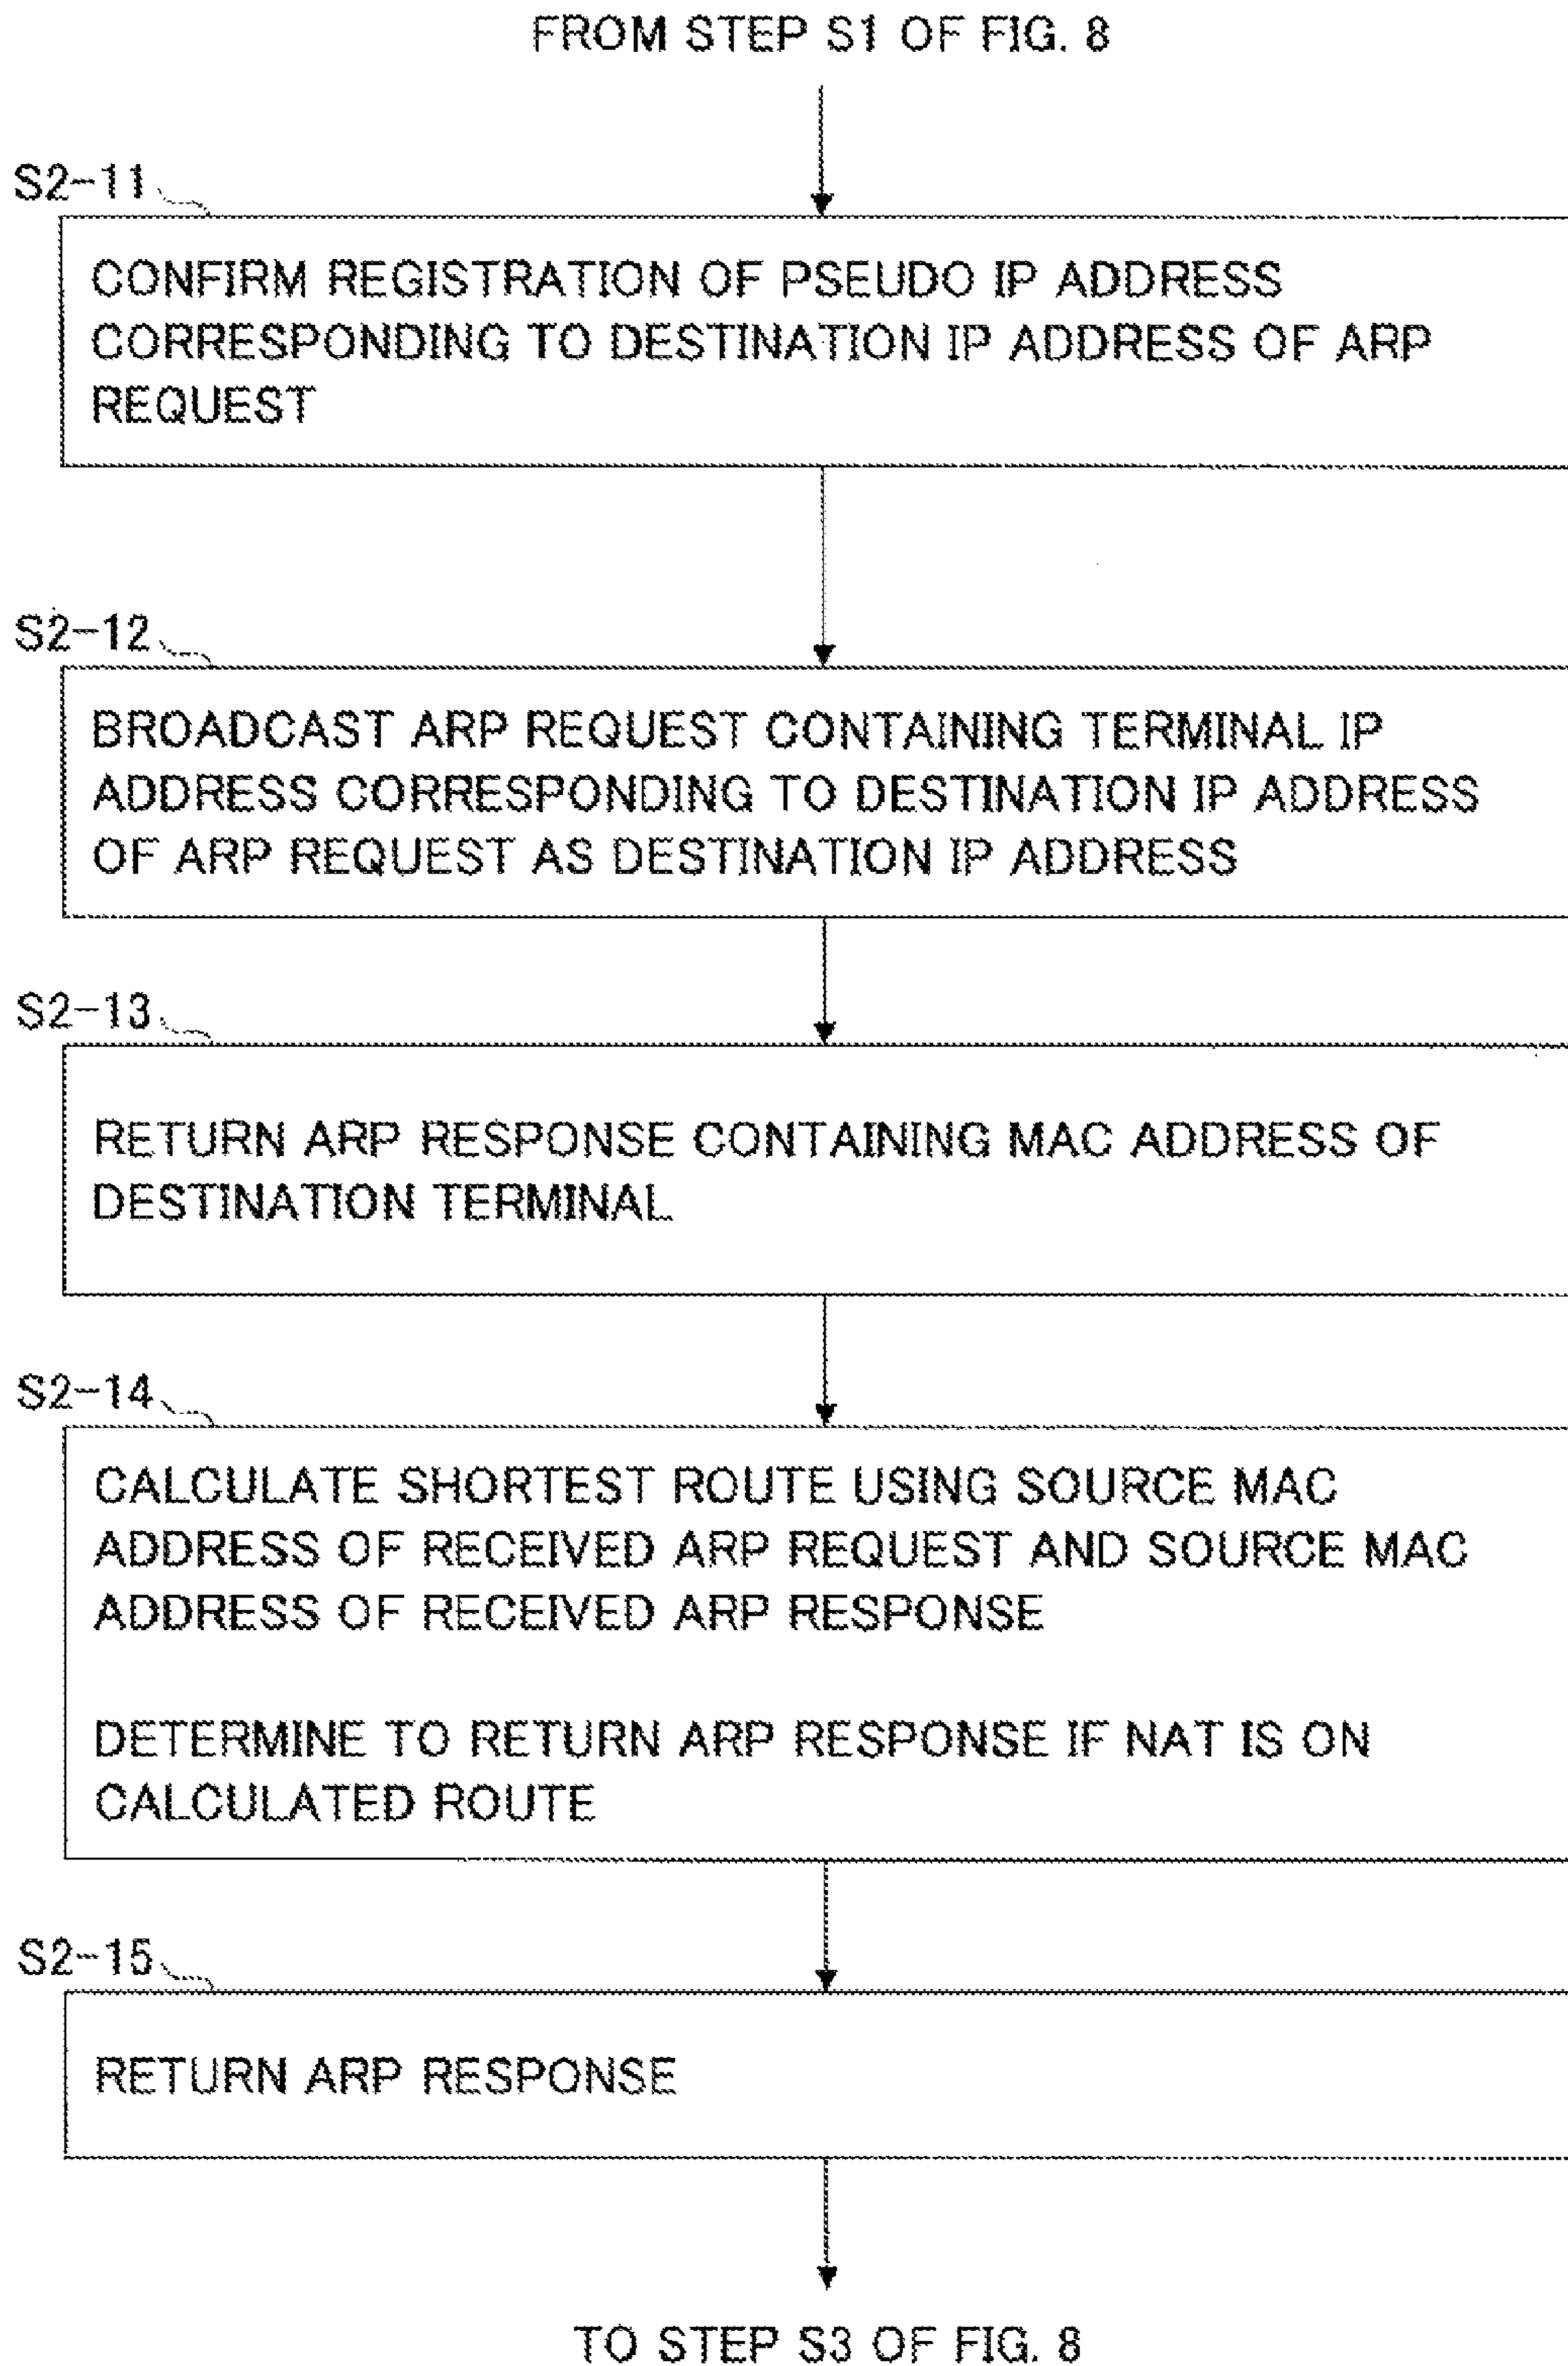 FROM STEP S1 OF FIG. 8
S2-11
CONFIRM REGISTRATION OF PSEUDO IP ADDRESS
CORRESPONDING TO DESTINATION IP ADDRESS OF ARP
REQUEST
S2-12
BROADCAST ARP REQUEST CONTAINING TERMINAL IP
ADDRESS CORRESPONDING TO DESTINATION IP ADDRESS
OF ARP REQUEST AS DESTINATION IP ADDRESS
S2-13
RETURN ARP RESPONSE CONTAINING MAC ADDRESS OF
DESTINATION TERMINAL
S2-14
CALCULATE SHORTEST ROUTE USING SOURCE MAC
ADDRESS OF RECEIVED ARP REQUEST AND SOURCE MAC
ADDRESS OF RECEIVED ARP RESPONSE
DETERMINE TO RETURN ARP RESPONSE IF NAT IS ON
CALCULATED ROUTE
S2-15
RETURN ARP RESPONSE
TO STEP S3 OF FIG. 8